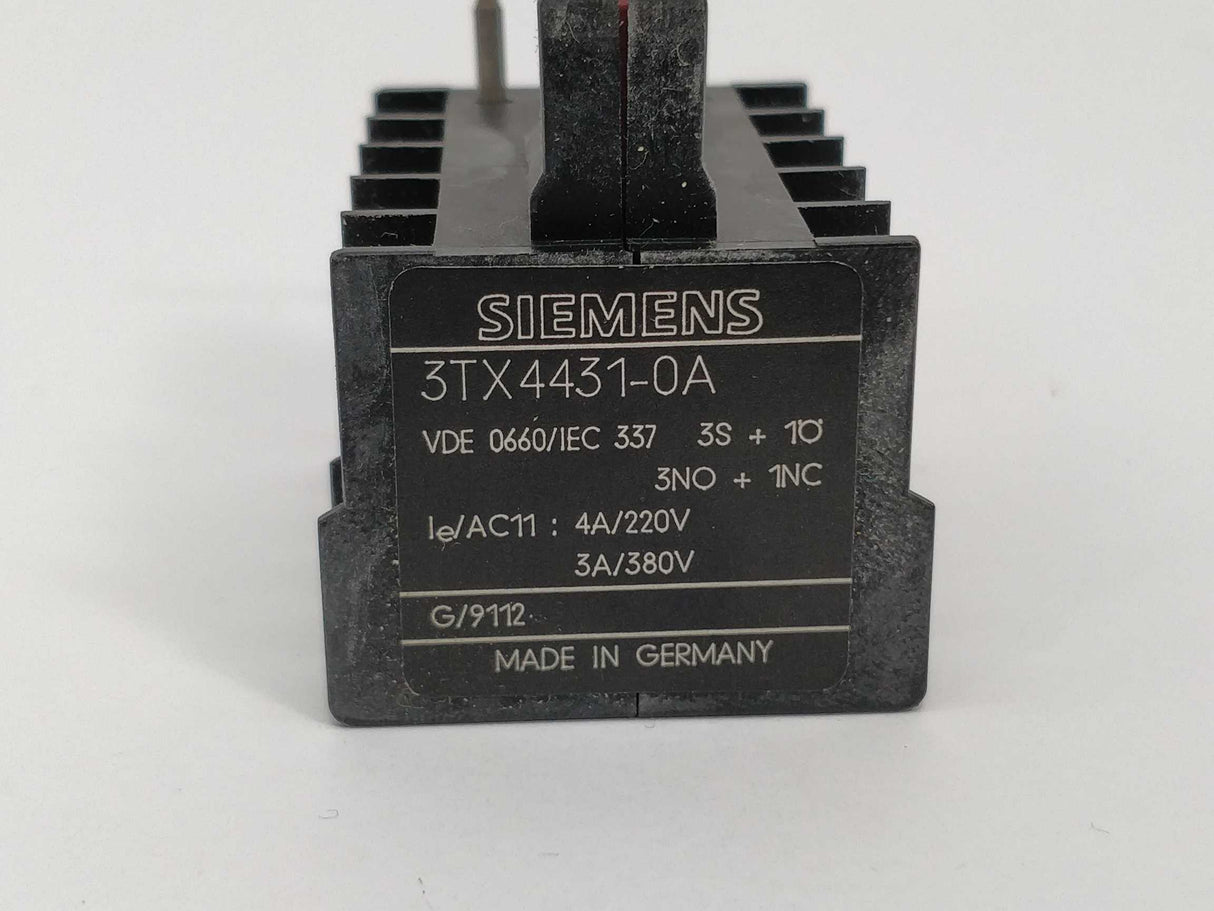 SIEMENS
3TX4431-0A
VDE 0660/IEC 337 3S + 1Ö
3NO + 1NC
Ie/AC11 : 4A/220V
3A/380V
G/9112
MADE IN GERMANY